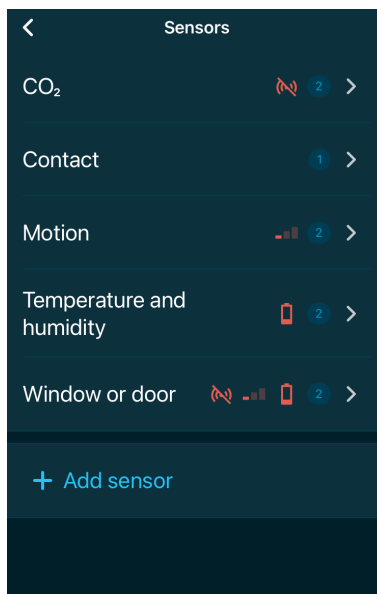 Sensors
CO₂
2
Contact
1
Motion
2
Temperature and
humidity
2
Window or door
2
+ Add sensor